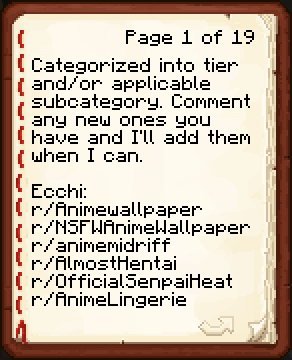 Page 1 of 19
Categorized into tier
and/or applicable
subcategory. Comment
any new ones you
have and I'll add them
when I can.
Ecchi:
r/Animewallpaper
r/NSFWAnimeWallpaper
r/animemidriff
r/AlmostHentai
r/OfficialSenpaiHeat
r/AnimeLingerie